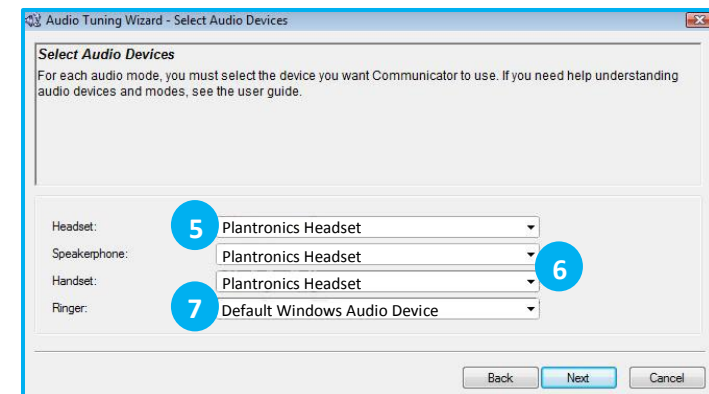 Audio Tuning Wizard - Select Audio Devices
Select Audio Devices
For each audio mode, you must select the device you want Communicator to use. If you need help understanding
audio devices and modes, see the user guide.
Headset: 5 Plantronics Headset
Speakerphone: Plantronics Headset
6
Handset: Plantronics Headset
Ringer: 7 Default Windows Audio Device
Back Next Cancel